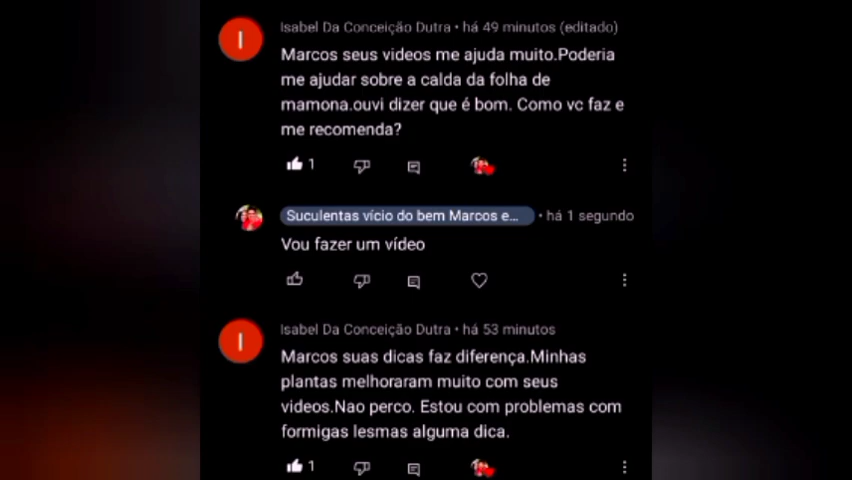 I
Isabel Da Conceição Dutra • há 49 minutos (editado)
Marcos seus videos me ajuda muito.Poderia
me ajudar sobre a calda da folha de
mamona.ouvi dizer que é bom. Como vc faz e
me recomenda?
1
Suculentas vício do bem Marcos e... • há 1 segundo
Vou fazer um vídeo
I
Isabel Da Conceição Dutra • há 53 minutos
Marcos suas dicas faz diferença.Minhas
plantas melhoraram muito com seus
videos.Nao perco. Estou com problemas com
formigas lesmas alguma dica.
1